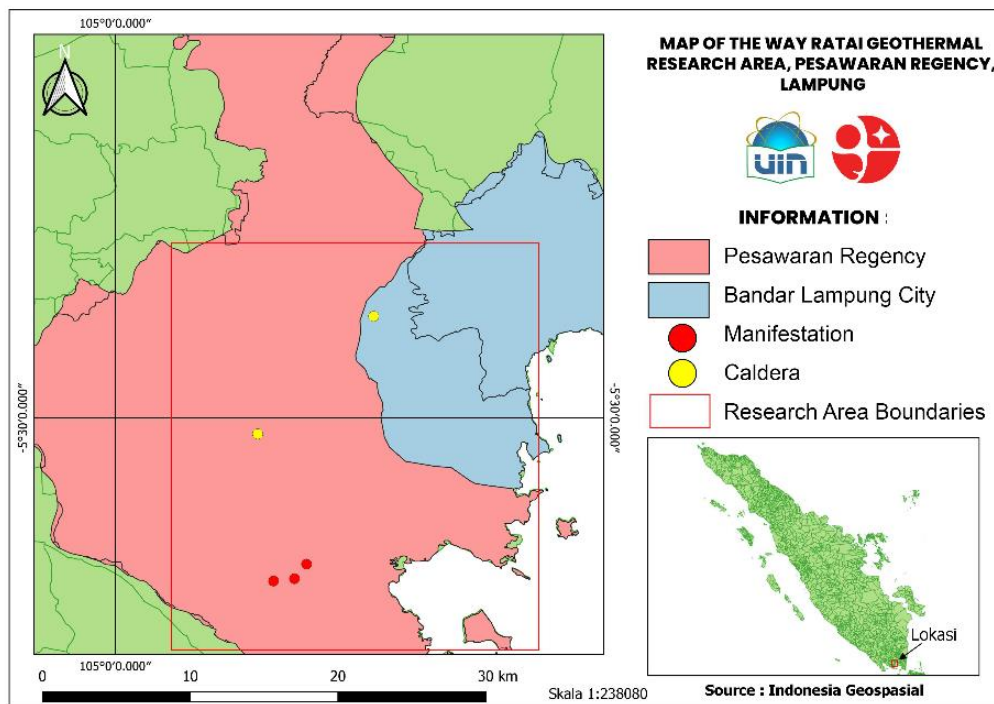 105°0'0.000"
N
-5°30'0.000"
-5°30'0.000"
105°0'0.000"
0 10 20 30 km
Skala 1:238080
MAP OF THE WAY RATAI GEOTHERMAL
RESEARCH AREA, PESAWARAN REGENCY,
LAMPUNG
UIN
INFORMATION :
Pesawaran Regency
Bandar Lampung City
Manifestation
Caldera
Research Area Boundaries
Lokasi
Source : Indonesia Geospasial